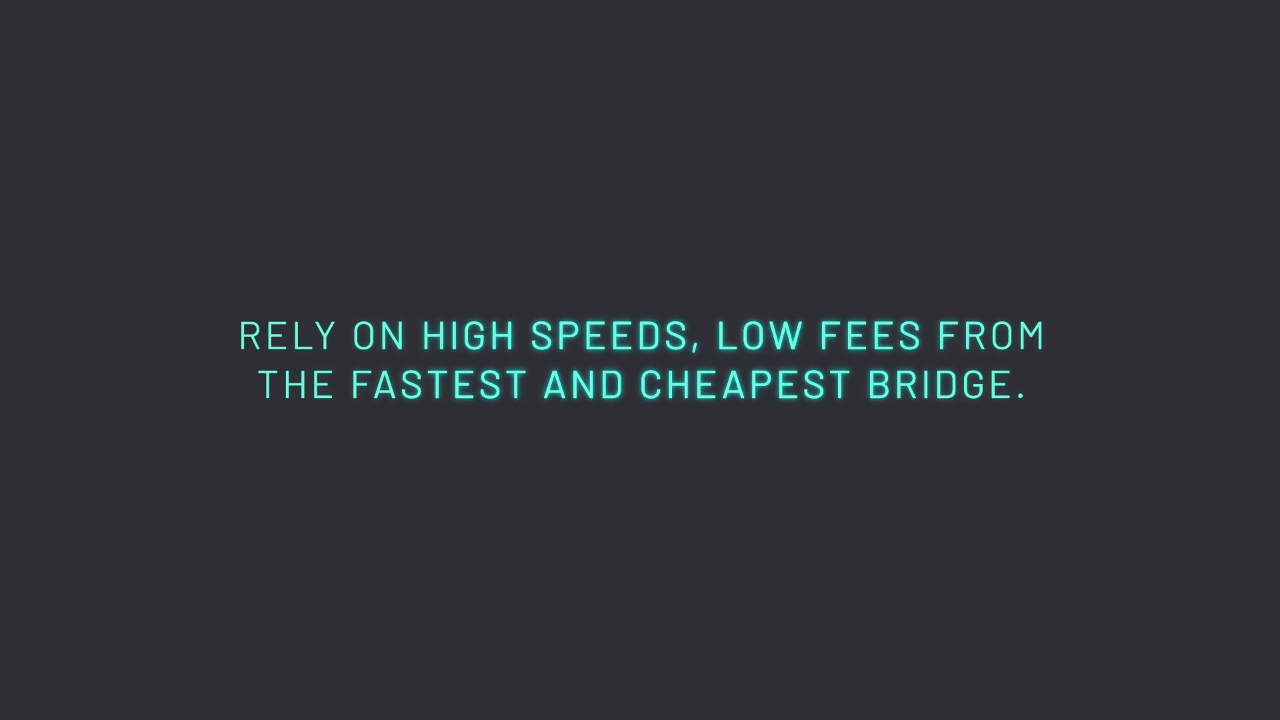 RELY ON HIGH SPEEDS, LOW FEES FROM
THE FASTEST AND CHEAPEST BRIDGE.